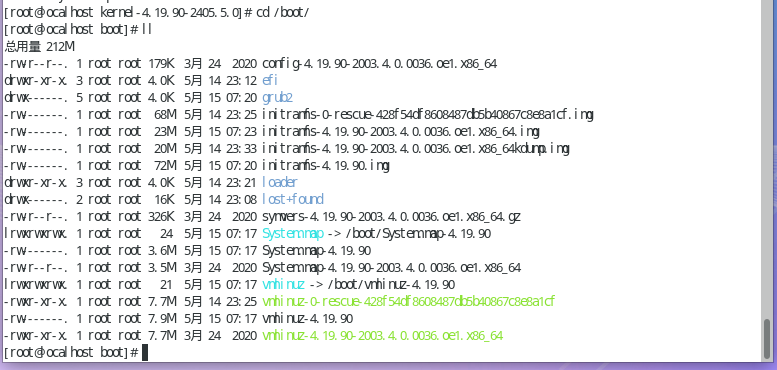 [root@localhost kernel-4.19.90-2405.5.0]# cd /boot/
[root@localhost boot]# ll
总用量 212M
-rw-r--r--. 1 root root 179K 3月 24 2020 config-4.19.90-2003.4.0.0036.oe1.x86_64
drwxr-xr-x. 3 root root 4.0K 5月 14 23:12 efi
drwx------. 5 root root 4.0K 5月 15 07:20 grub2
-rw-------. 1 root root 68M 5月 14 23:25 initramfs-0-rescue-428f54df8608487db5b40867c8e8a1cf.img
-rw-------. 1 root root 23M 5月 15 07:23 initramfs-4.19.90-2003.4.0.0036.oe1.x86_64.img
-rw-------. 1 root root 20M 5月 14 23:33 initramfs-4.19.90-2003.4.0.0036.oe1.x86_64kdump.img
-rw-------. 1 root root 72M 5月 15 07:20 initramfs-4.19.90.img
drwxr-xr-x. 3 root root 4.0K 5月 14 23:21 loader
drwx------. 2 root root 16K 5月 14 23:08 lost+found
-rw-r--r--. 1 root root 326K 3月 24 2020 symvers-4.19.90-2003.4.0.0036.oe1.x86_64.gz
lrwxrwxrwx. 1 root root 24 5月 15 07:17 System.map -> /boot/System.map-4.19.90
-rw-------. 1 root root 3.6M 5月 15 07:17 System.map-4.19.90
-rw-r--r--. 1 root root 3.5M 3月 24 2020 System.map-4.19.90-2003.4.0.0036.oe1.x86_64
lrwxrwxrwx. 1 root root 21 5月 15 07:17 vmlinuz -> /boot/vmlinuz-4.19.90
-rwxr-xr-x. 1 root root 7.7M 5月 14 23:25 vmlinuz-0-rescue-428f54df8608487db5b40867c8e8a1cf
-rw-------. 1 root root 7.9M 5月 15 07:17 vmlinuz-4.19.90
-rwxr-xr-x. 1 root root 7.7M 3月 24 2020 vmlinuz-4.19.90-2003.4.0.0036.oe1.x86_64
[root@localhost boot]#